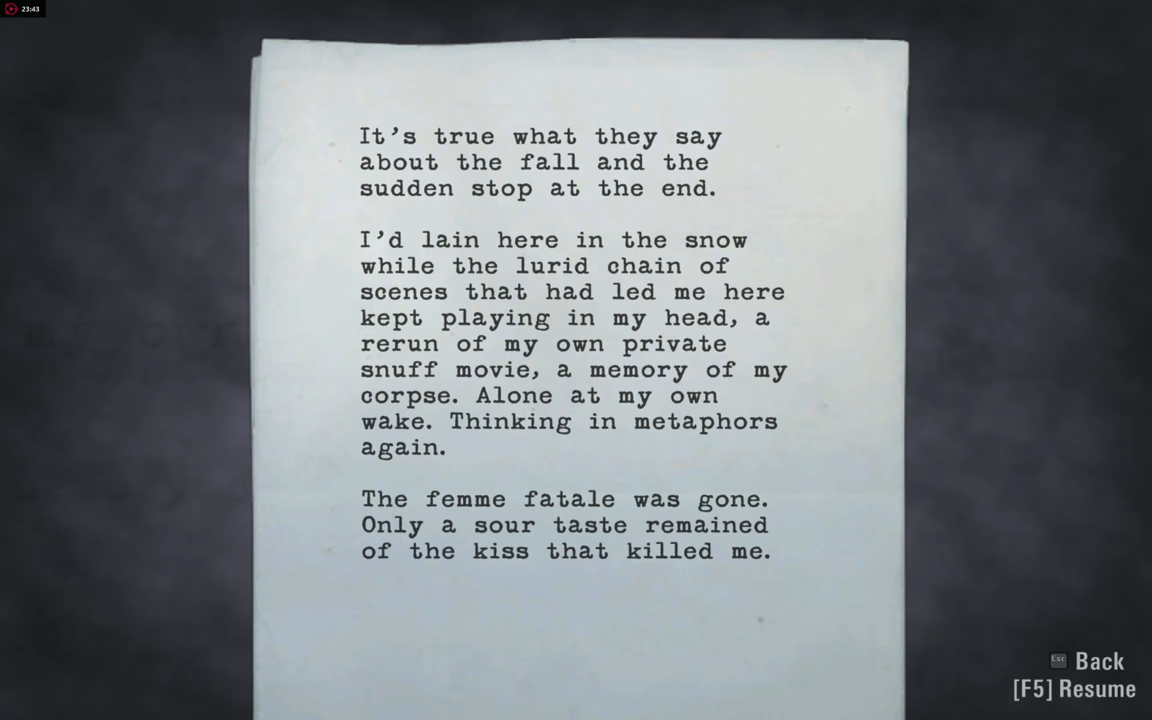 23:43
It's true what they say
about the fall and the
sudden stop at the end.
I'd lain here in the snow
while the lurid chain of
scenes that had led me here
kept playing in my head, a
rerun of my own private
snuff movie, a memory of my
corpse. Alone at my own
wake. Thinking in metaphors
again.
The femme fatale was gone.
Only a sour taste remained
of the kiss that killed me.
Esc Back
[F5] Resume